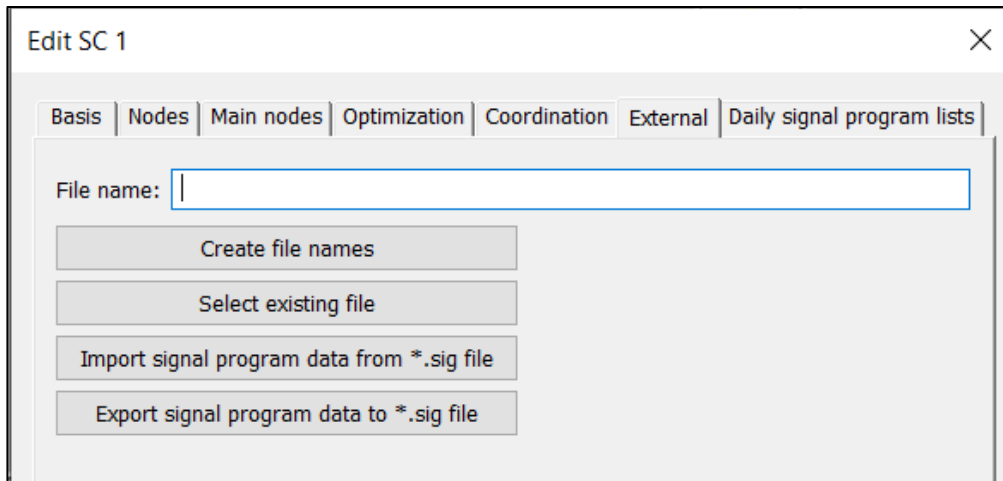 Edit SC 1
Basis Nodes Main nodes Optimization Coordination External Daily signal program lists
File name:
Create file names
Select existing file
Import signal program data from *.sig file
Export signal program data to *.sig file